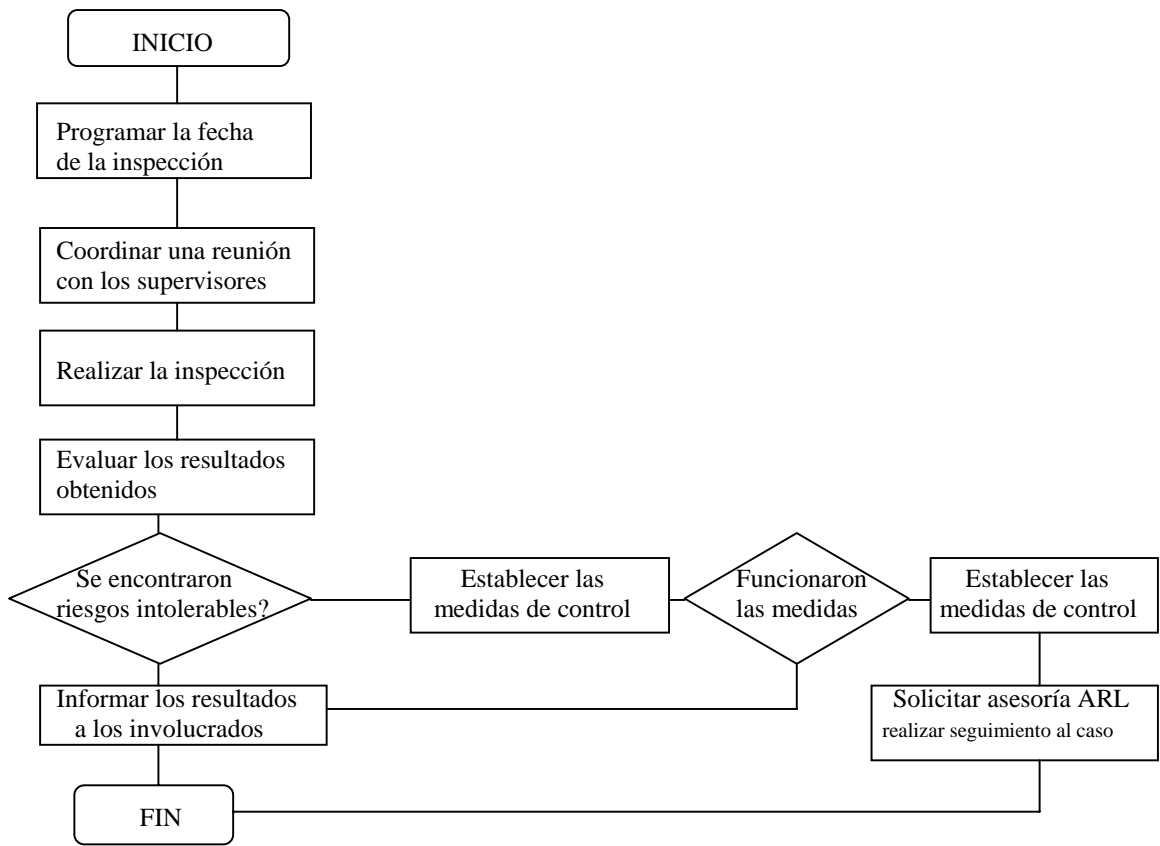 INICIO
Programar la fecha
de la inspección
Coordinar una reunión
con los supervisores
Realizar la inspección
Evaluar los resultados
obtenidos
Se encontraron
riesgos intolerables?
Establecer las
medidas de control
Funcionaron
las medidas
Establecer las
medidas de control
Informar los resultados
a los involucrados
Solicitar asesoría ARL
realizar seguimiento al caso
FIN